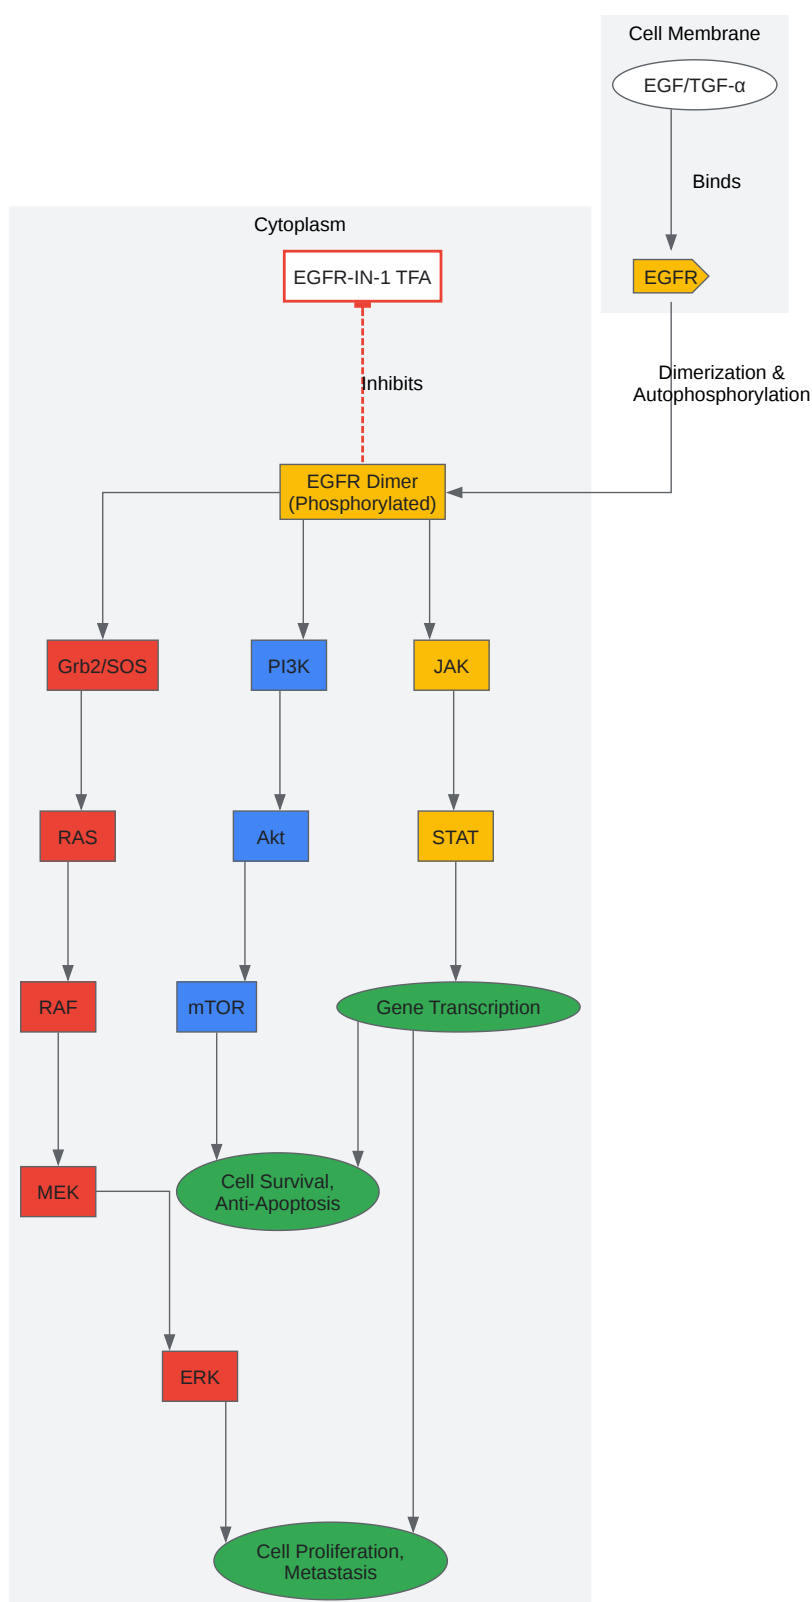 Cell Membrane
EGF/TGF-α
Binds
EGFR
Dimerization &
Autophosphorylation
Cytoplasm
EGFR-IN-1 TFA
Inhibits
EGFR Dimer
(Phosphorylated)
Grb2/SOS
PI3K
JAK
RAS
Akt
STAT
RAF
mTOR
Gene Transcription
MEK
Cell Survival,
Anti-Apoptosis
ERK
Cell Proliferation,
Metastasis